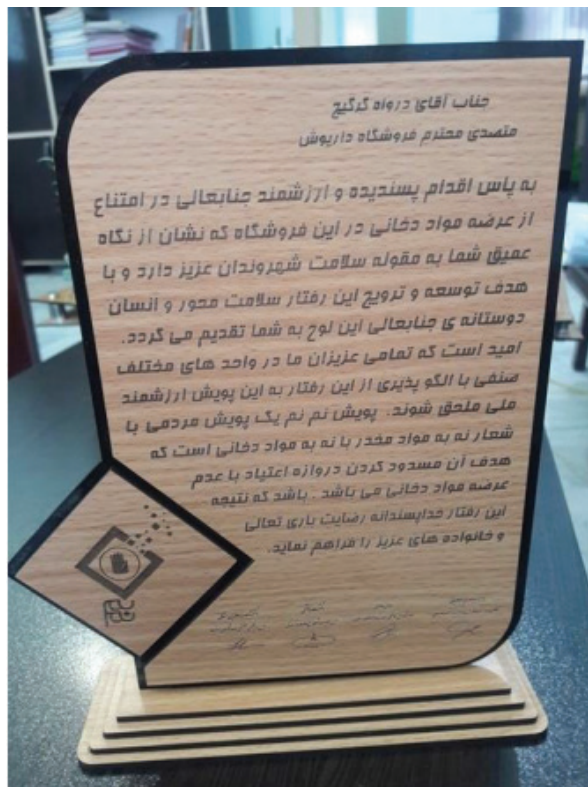 جناب آقای درواه گرگیج
متصدی محترم فروشگاه داریوش
به پاس اقدام پسندیده و ارزشمند جنابعالی در امتناع
از عرضه مواد دخانی در این فروشگاه که نشان از نگاه
عمیق شما به مقوله سلامت شهروندان عزیز دارد و با
هدف توسعه و ترویج این رفتار سلامت محور و انسان
دوستانه ی جنابعالی این لوح به شما تقدیم می گردد.
امید است که تمامی عزیزان ما در واحد های مختلف
صنفی با الگو پذیری از این رفتار به این پویش ارزشمند
ملی ملحق شوند. پویش نم نم یک پویش مردمی با
شعار نه به مواد مخدر با نه به مواد دخانی است که
هدف آن مسدود کردن دروازه اعتیاد با عدم
عرضه مواد دخانی می باشد . باشد که نتیجه
این رفتار خداپسندانه رضایت باری تعالی
و خانواده های عزیز را فراهم نماید.